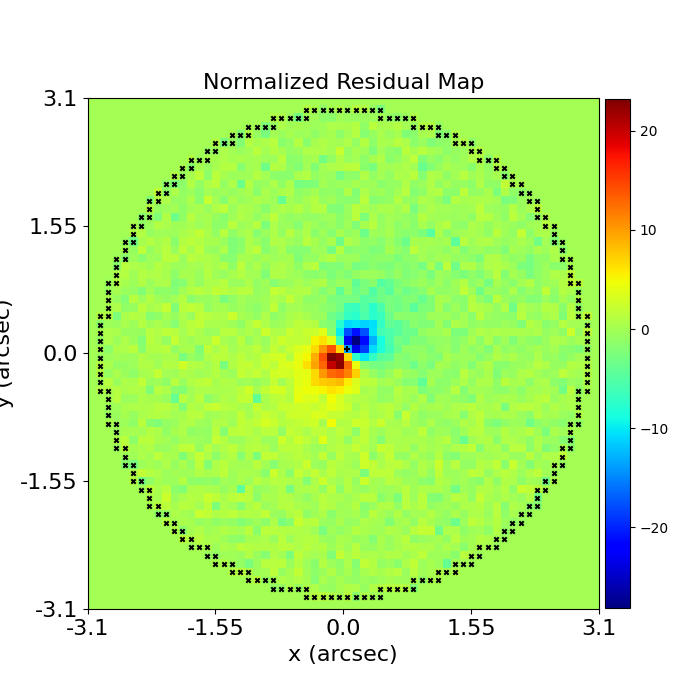 Normalized Residual Map
3.1
1.55
0.0
-1.55
-3.1
y (arcsec)
-3.1 -1.55 0.0 1.55 3.1
x (arcsec)
20
10
0
−10
−20